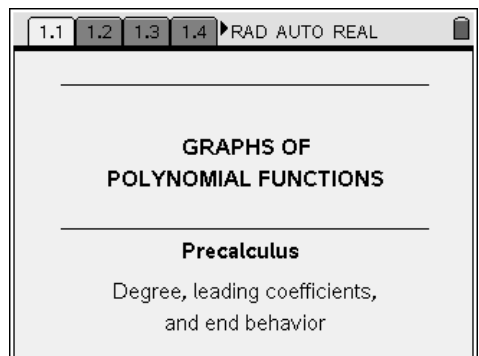 1.1 1.2 1.3 1.4 RAD AUTO REAL
GRAPHS OF
POLYNOMIAL FUNCTIONS
Precalculus
Degree, leading coefficients,
and end behavior